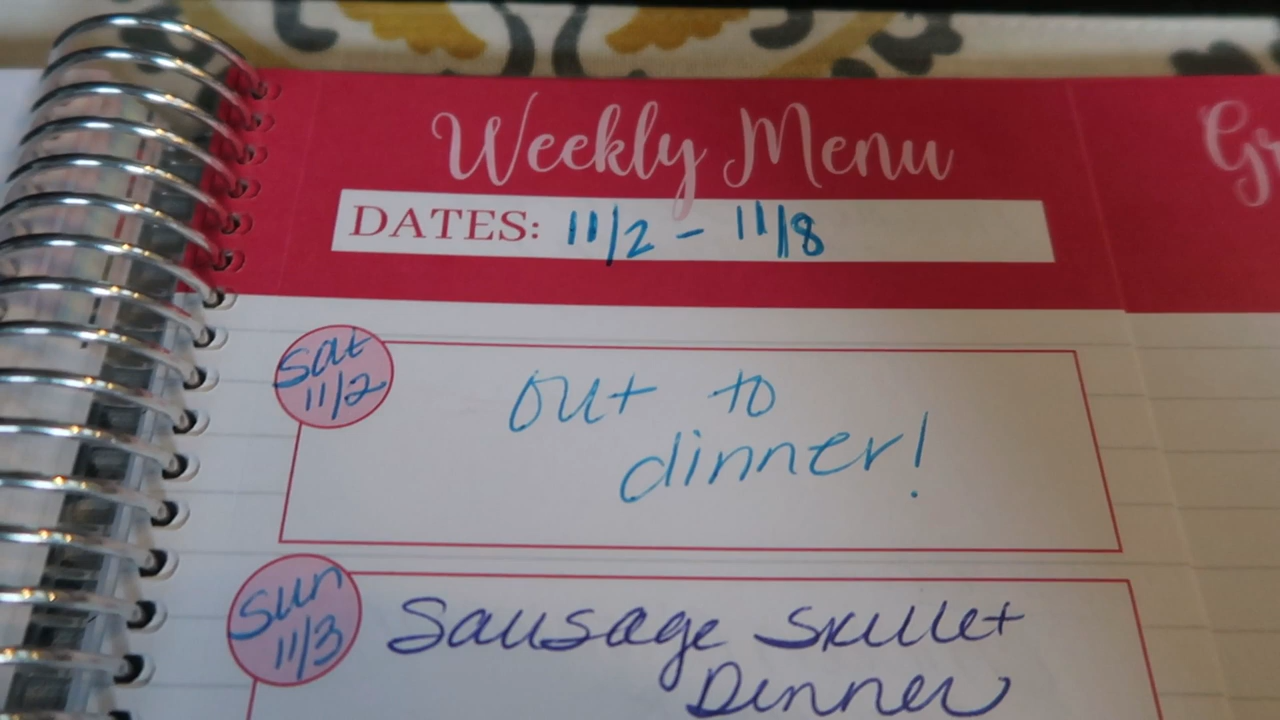 Weekly Menu
Gr
DATES: 11/2 - 11/8
Sat
11/2
out to
dinner!
Sun
11/3
Sausage Skillet
Dinner